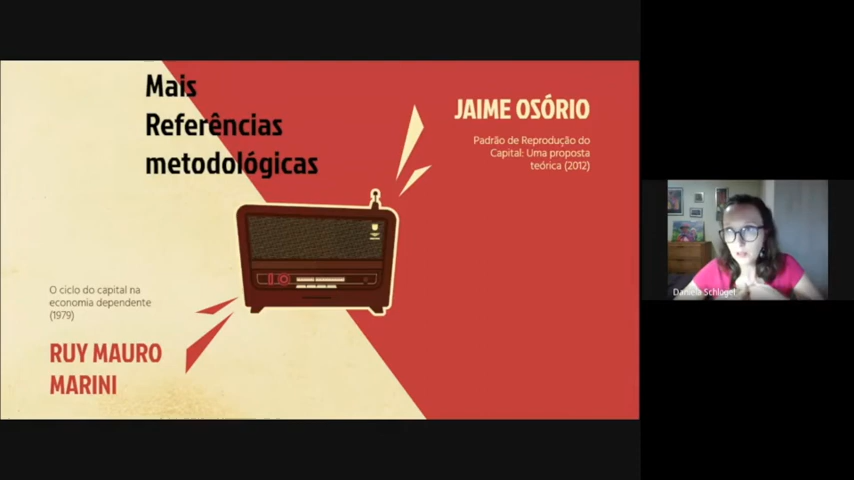 Mais
Referências
metodológicas
JAIME OSÓRIO
Padrão de Reprodução do
Capital: Uma proposta
teórica (2012)
O ciclo do capital na
economia dependente
(1979)
RUY MAURO
MARINI
Daniela Schlogel